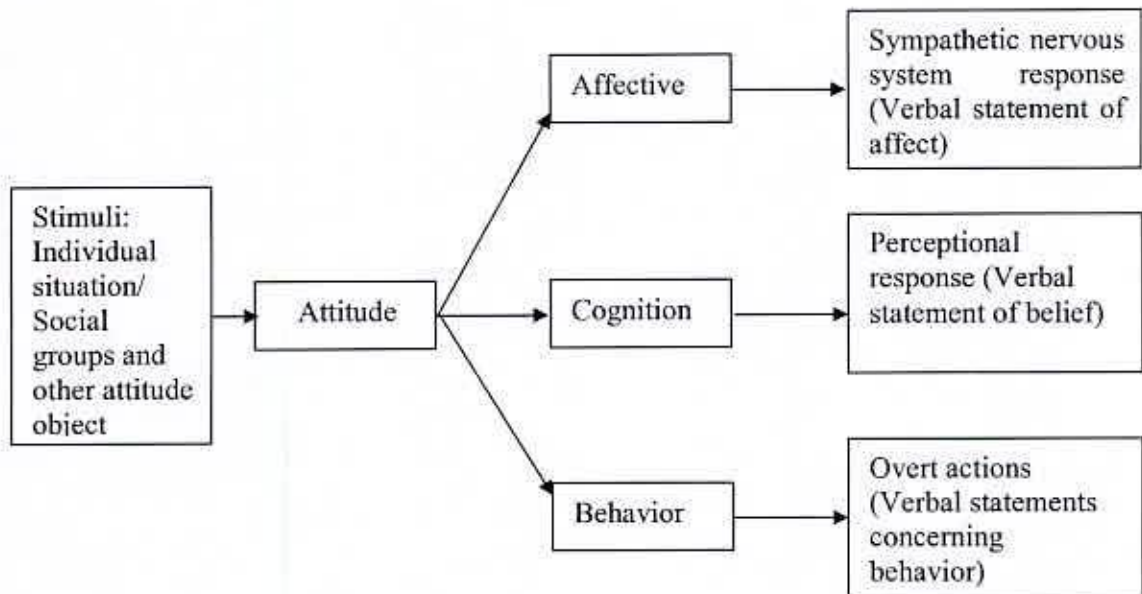 Stimuli:
Individual
situation/
Social
groups and
other attitude
object
Attitude
Affective
Cognition
Behavior
Sympathetic nervous
system response
(Verbal statement of
affect)
Perceptional
response (Verbal
statement of belief)
Overt actions
(Verbal statements
concerning
behavior)